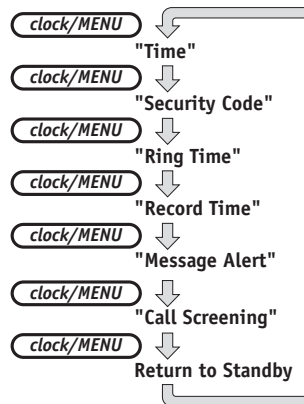 clock/MENU
"Time"
clock/MENU
"Security Code"
clock/MENU
"Ring Time"
clock/MENU
"Record Time"
clock/MENU
"Message Alert"
clock/MENU
"Call Screening"
clock/MENU
Return to Standby